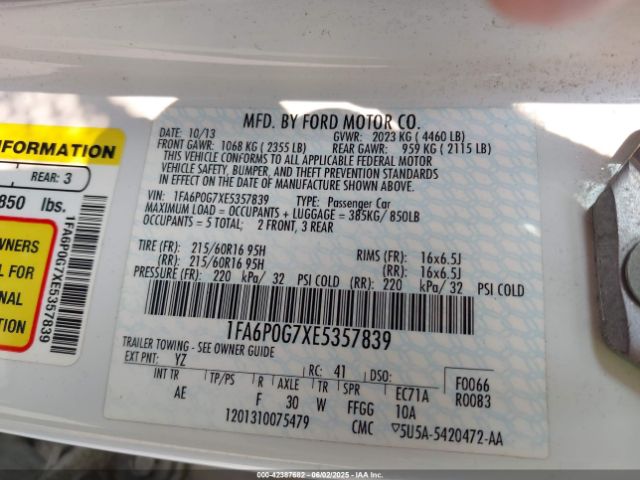 MFD. BY FORD MOTOR CO.
DATE: 10/13 GVWR: 2023 KG ( 4460 LB)
FRONT GAWR: 1068 KG ( 2355 LB) REAR GAWR: 959 KG ( 2115 LB)
THIS VEHICLE CONFORMS TO ALL APPLICABLE FEDERAL MOTOR
VEHICLE SAFETY, BUMPER, AND THEFT PREVENTION STANDARDS
IN EFFECT ON THE DATE OF MANUFACTURE SHOWN ABOVE.
VIN: 1FA6P0G7XE5357839 TYPE: Passenger Car
MAXIMUM LOAD = OCCUPANTS + LUGGAGE = 385KG/ 850LB
OCCUPANTS = 5 TOTAL; 2 FRONT, 3 REAR
TIRE (FR): 215/60R16 95H RIMS (FR): 16x6.5J
(RR): 215/60R16 95H (RR): 16x6.5J
PRESSURE (FR): 220 kPa/ 32 PSI COLD (RR): 220 kPa/ 32 PSI COLD
1FA6P0G7XE5357839
TRAILER TOWING - SEE OWNER GUIDE
EXT PNT: YZ RC: 41 DSO:
INT TR TP/PS R AXLE TR SPR EC71A F0066
AE F 30 W FFGG 10A R0083
1201310075479 CMC ▽5U5A-5420472-AA
INFORMATION
REAR: 3
850 lbs.
1FA6P0G7XE5357839
OWNERS
L FOR
ONAL
000-42387682 - 06/02/2025 - IAAI.COM